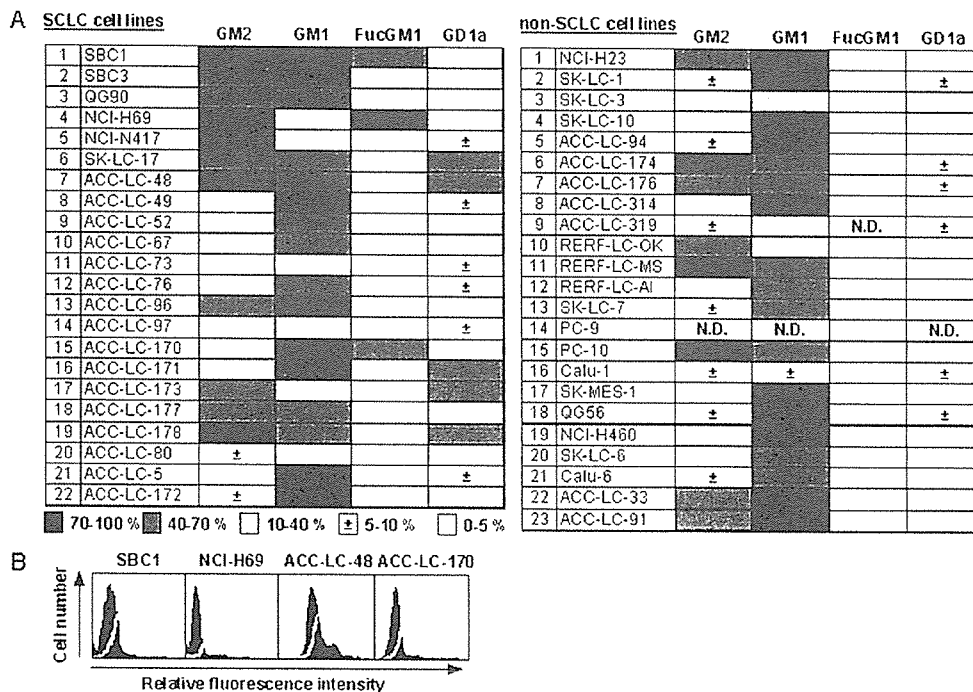 A
SCLC cell lines
GM2 GM1 FucGM1 GD1a
1 SBC1
2 SBC3
3 QG90
4 NCI-H69
5 NCI-N417 ±
6 SK-LC-17
7 ACC-LC-48
8 ACC-LC-49 ±
9 ACC-LC-52
10 ACC-LC-67
11 ACC-LC-73 ±
12 ACC-LC-76 ±
13 ACC-LC-96
14 ACC-LC-97 ±
15 ACC-LC-170
16 ACC-LC-171
17 ACC-LC-173
18 ACC-LC-177
19 ACC-LC-178
20 ACC-LC-80 ±
21 ACC-LC-5 ±
22 ACC-LC-172 ±
70-100 % 40-70 % 10-40 % ± 5-10 % 0-5 %
non-SCLC cell lines
GM2 GM1 FucGM1 GD1a
1 NCI-H23
2 SK-LC-1 ± ±
3 SK-LC-3
4 SK-LC-10
5 ACC-LC-94 ±
6 ACC-LC-174 ±
7 ACC-LC-176 ±
8 ACC-LC-314
9 ACC-LC-319 ± N.D. ±
10 RERF-LC-OK
11 RERF-LC-MS
12 RERF-LC-AI
13 SK-LC-7 ±
14 PC-9 N.D. N.D. N.D.
15 PC-10
16 Calu-1 ± ± ±
17 SK-MES-1
18 QG56 ± ±
19 NCI-H460
20 SK-LC-6
21 Calu-6 ±
22 ACC-LC-33
23 ACC-LC-91
B
SBC1 NCI-H69 ACC-LC-48 ACC-LC-170
Cell number
Relative fluorescence intensity